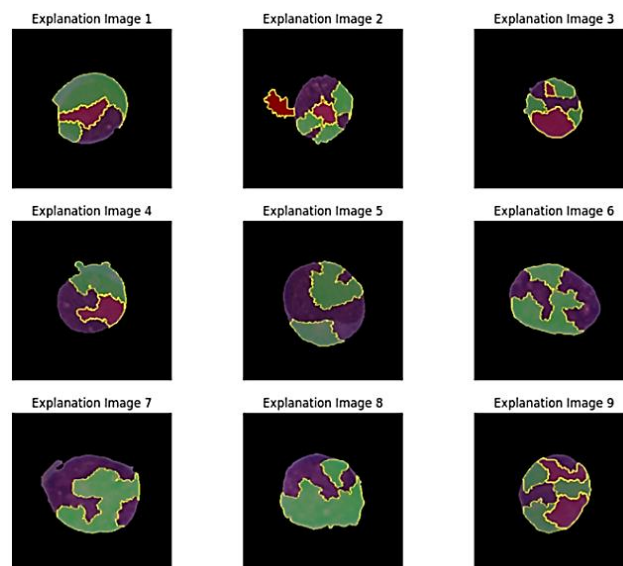 Explanation Image 1
Explanation Image 2
Explanation Image 3
Explanation Image 4
Explanation Image 5
Explanation Image 6
Explanation Image 7
Explanation Image 8
Explanation Image 9